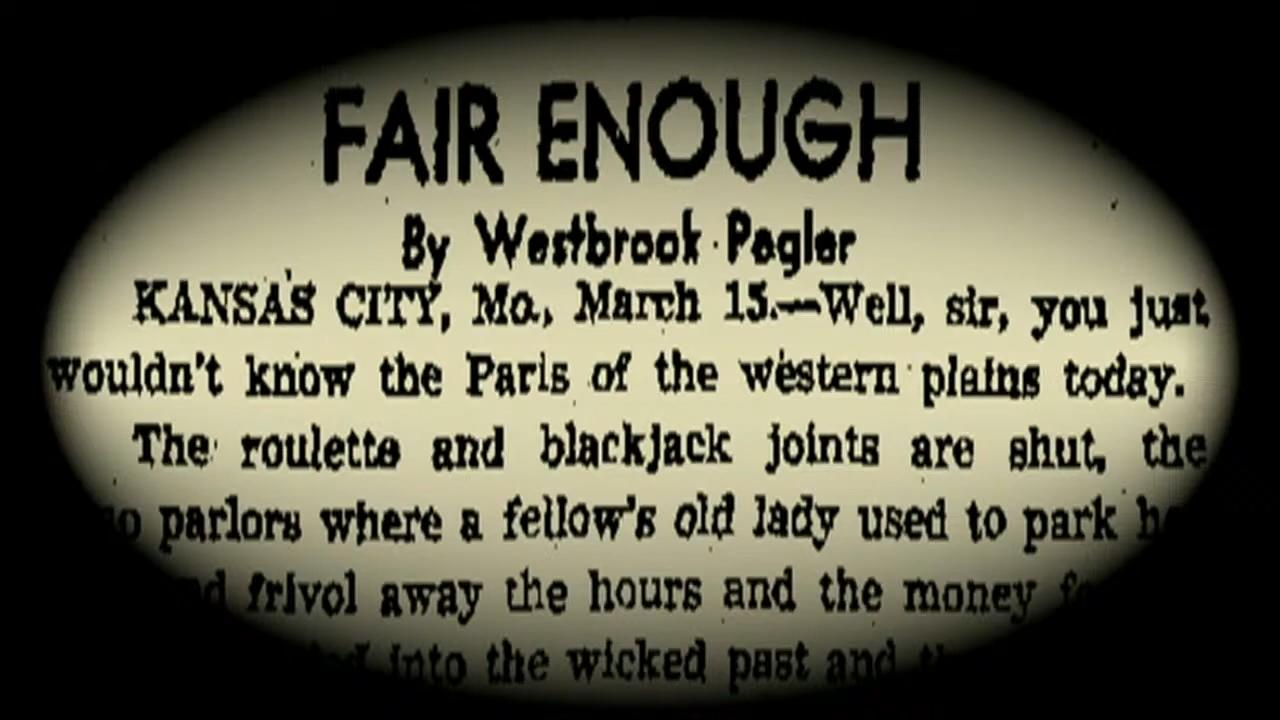 FAIR ENOUGH
By Westbrook Pegler
KANSAS CITY, Mo., March 15.—Well, sir, you just
wouldn't know the Paris of the western plains today.
The roulette and blackjack joints are shut, the
parlors where a fellow's old lady used to park
frivol away the hours and the money
into the wicked past and